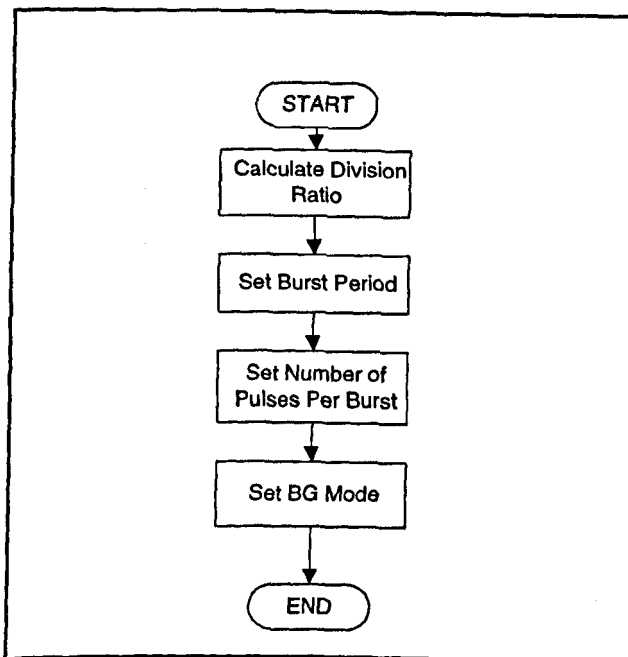 START
Calculate Division
Ratio
Set Burst Period
Set Number of
Pulses Per Burst
Set BG Mode
END